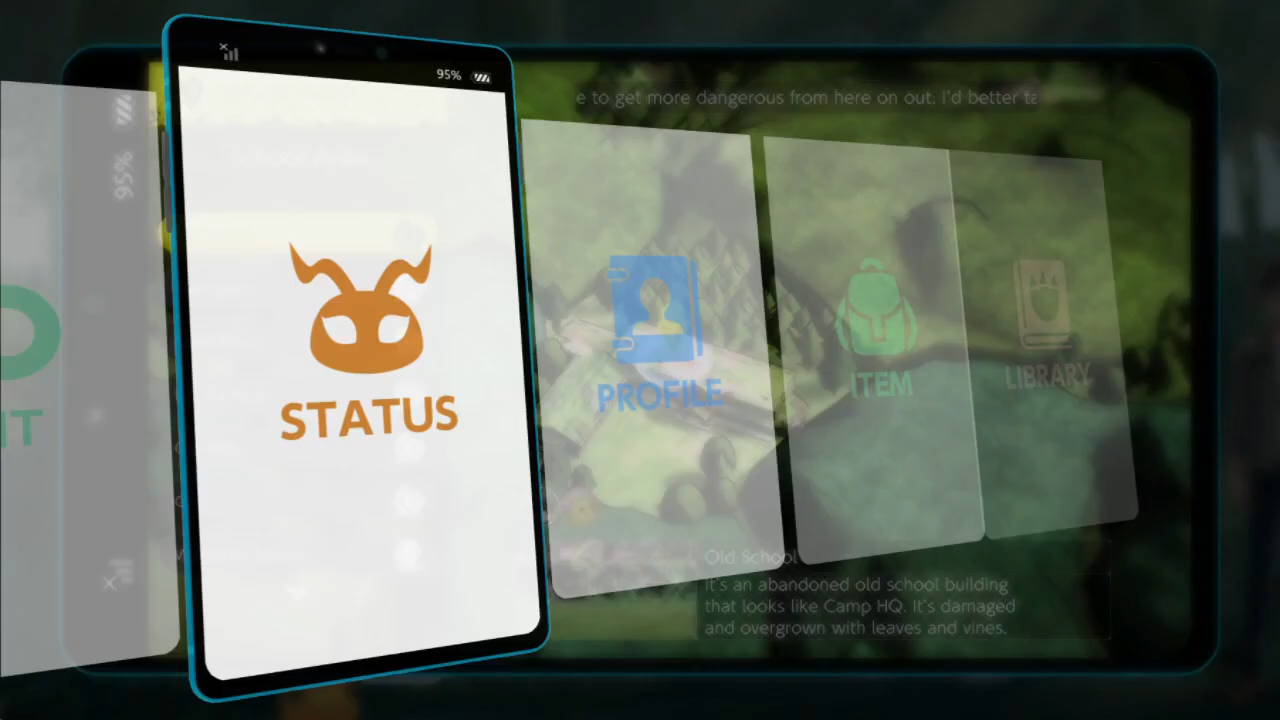 95%
95%
e to get more dangerous from here on out. I'd better ta
STATUS
PROFILE
ITEM
LIBRARY
IT
Old School
It's an abandoned old school building
that looks like Camp HQ. It's damaged
and overgrown with leaves and vines.